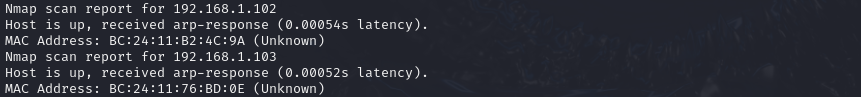 Nmap scan report for 192.168.1.102
Host is up, received arp-response (0.00054s latency).
MAC Address: BC:24:11:B2:4C:9A (Unknown)
Nmap scan report for 192.168.1.103
Host is up, received arp-response (0.00052s latency).
MAC Address: BC:24:11:76:BD:0E (Unknown)